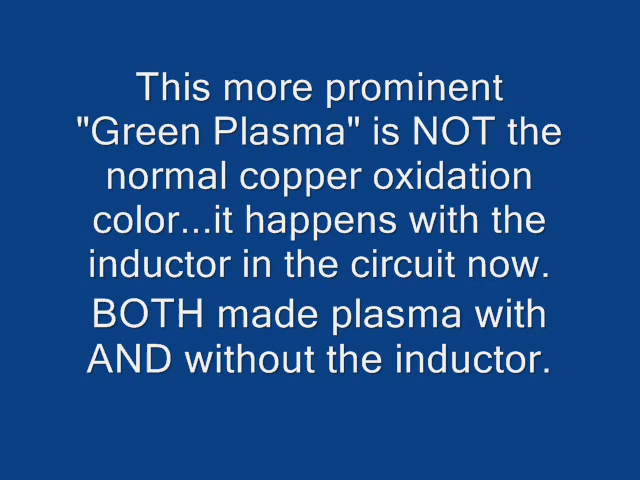 This more prominent
"Green Plasma" is NOT the
normal copper oxidation
color...it happens with the
inductor in the circuit now.
BOTH made plasma with
AND without the inductor.